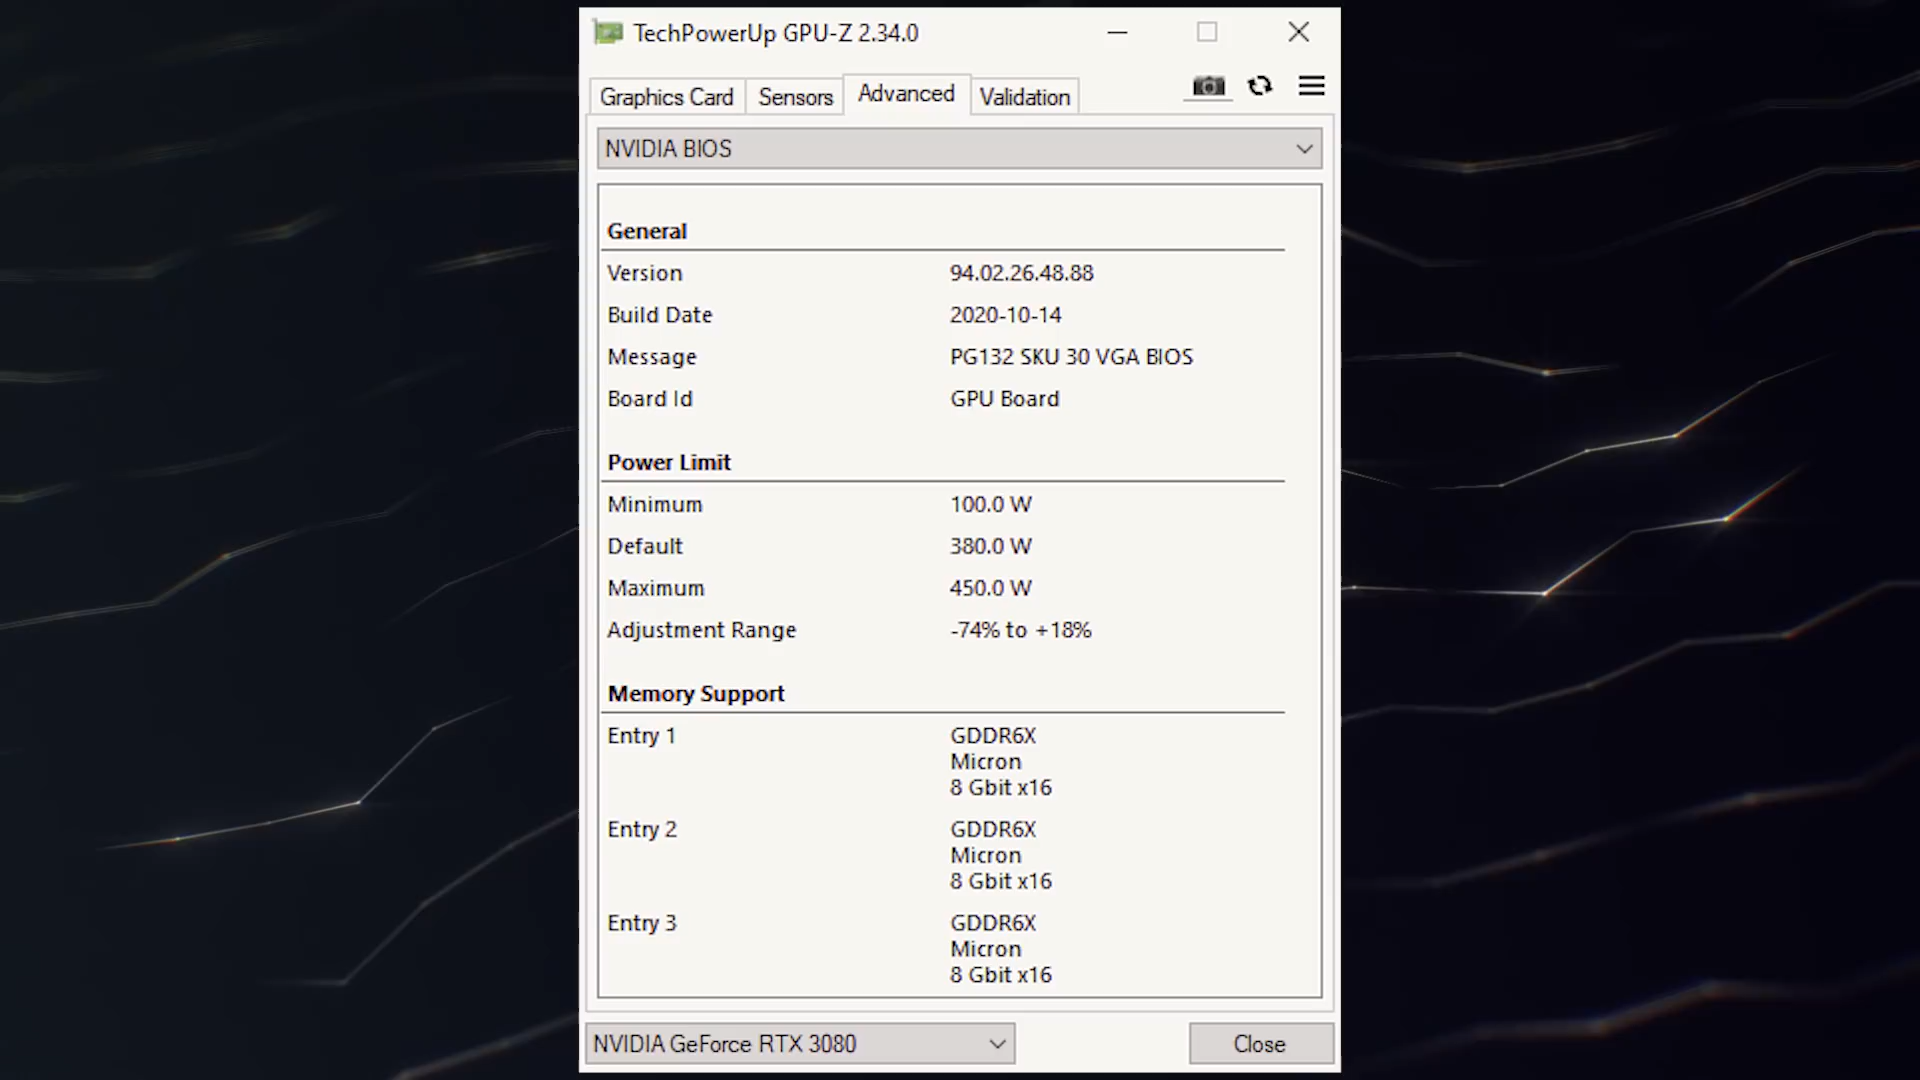 TechPowerUp GPU-Z 2.34.0
Graphics Card Sensors Advanced Validation
NVIDIA BIOS
General
Version 94.02.26.48.88
Build Date 2020-10-14
Message PG132 SKU 30 VGA BIOS
Board Id GPU Board
Power Limit
Minimum 100.0 W
Default 380.0 W
Maximum 450.0 W
Adjustment Range -74% to +18%
Memory Support
Entry 1 GDDR6X
Micron
8 Gbit x16
Entry 2 GDDR6X
Micron
8 Gbit x16
Entry 3 GDDR6X
Micron
8 Gbit x16
NVIDIA GeForce RTX 3080 Close